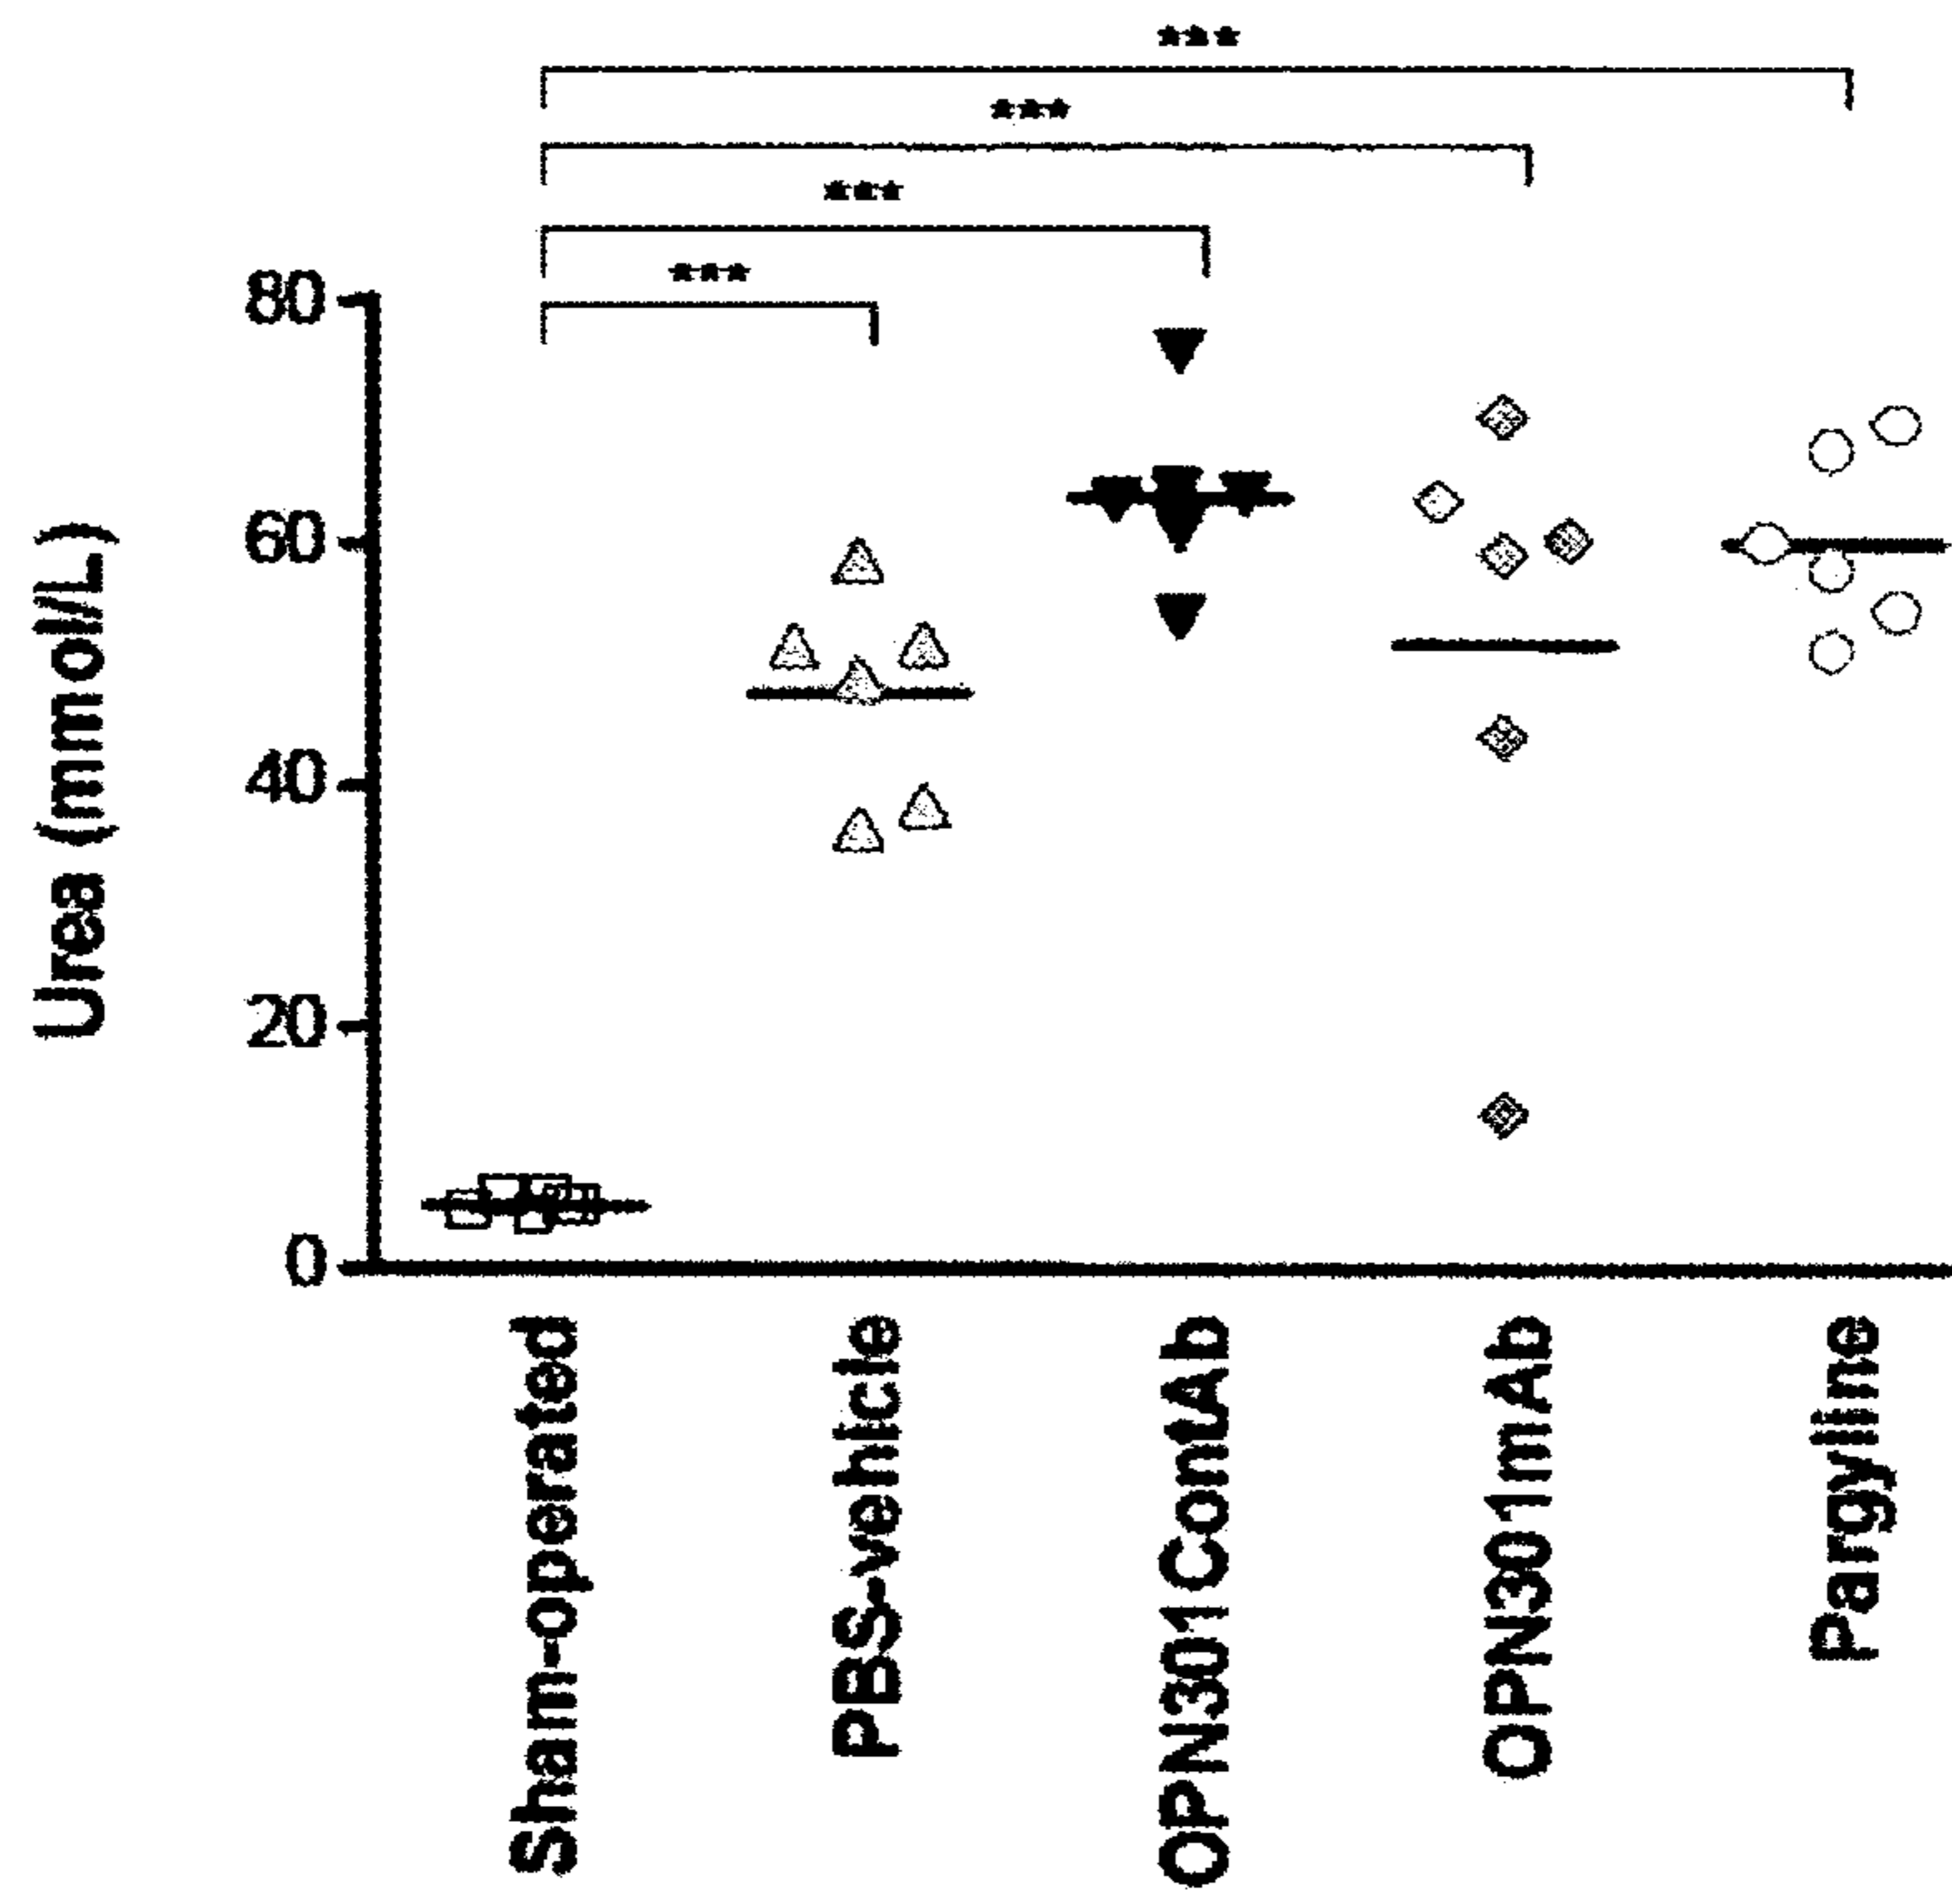 ***
***
***
***
80
60
40
20
0
Urea (mmol/L)
Sham-operated
PBS-vehicle
OPN301ContAb
OPN301mAb
Pargyline